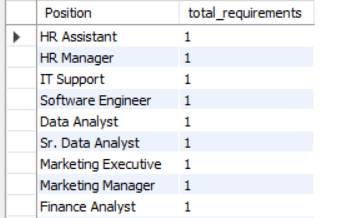 Position total_requirements
HR Assistant 1
HR Manager 1
IT Support 1
Software Engineer 1
Data Analyst 1
Sr. Data Analyst 1
Marketing Executive 1
Marketing Manager 1
Finance Analyst 1